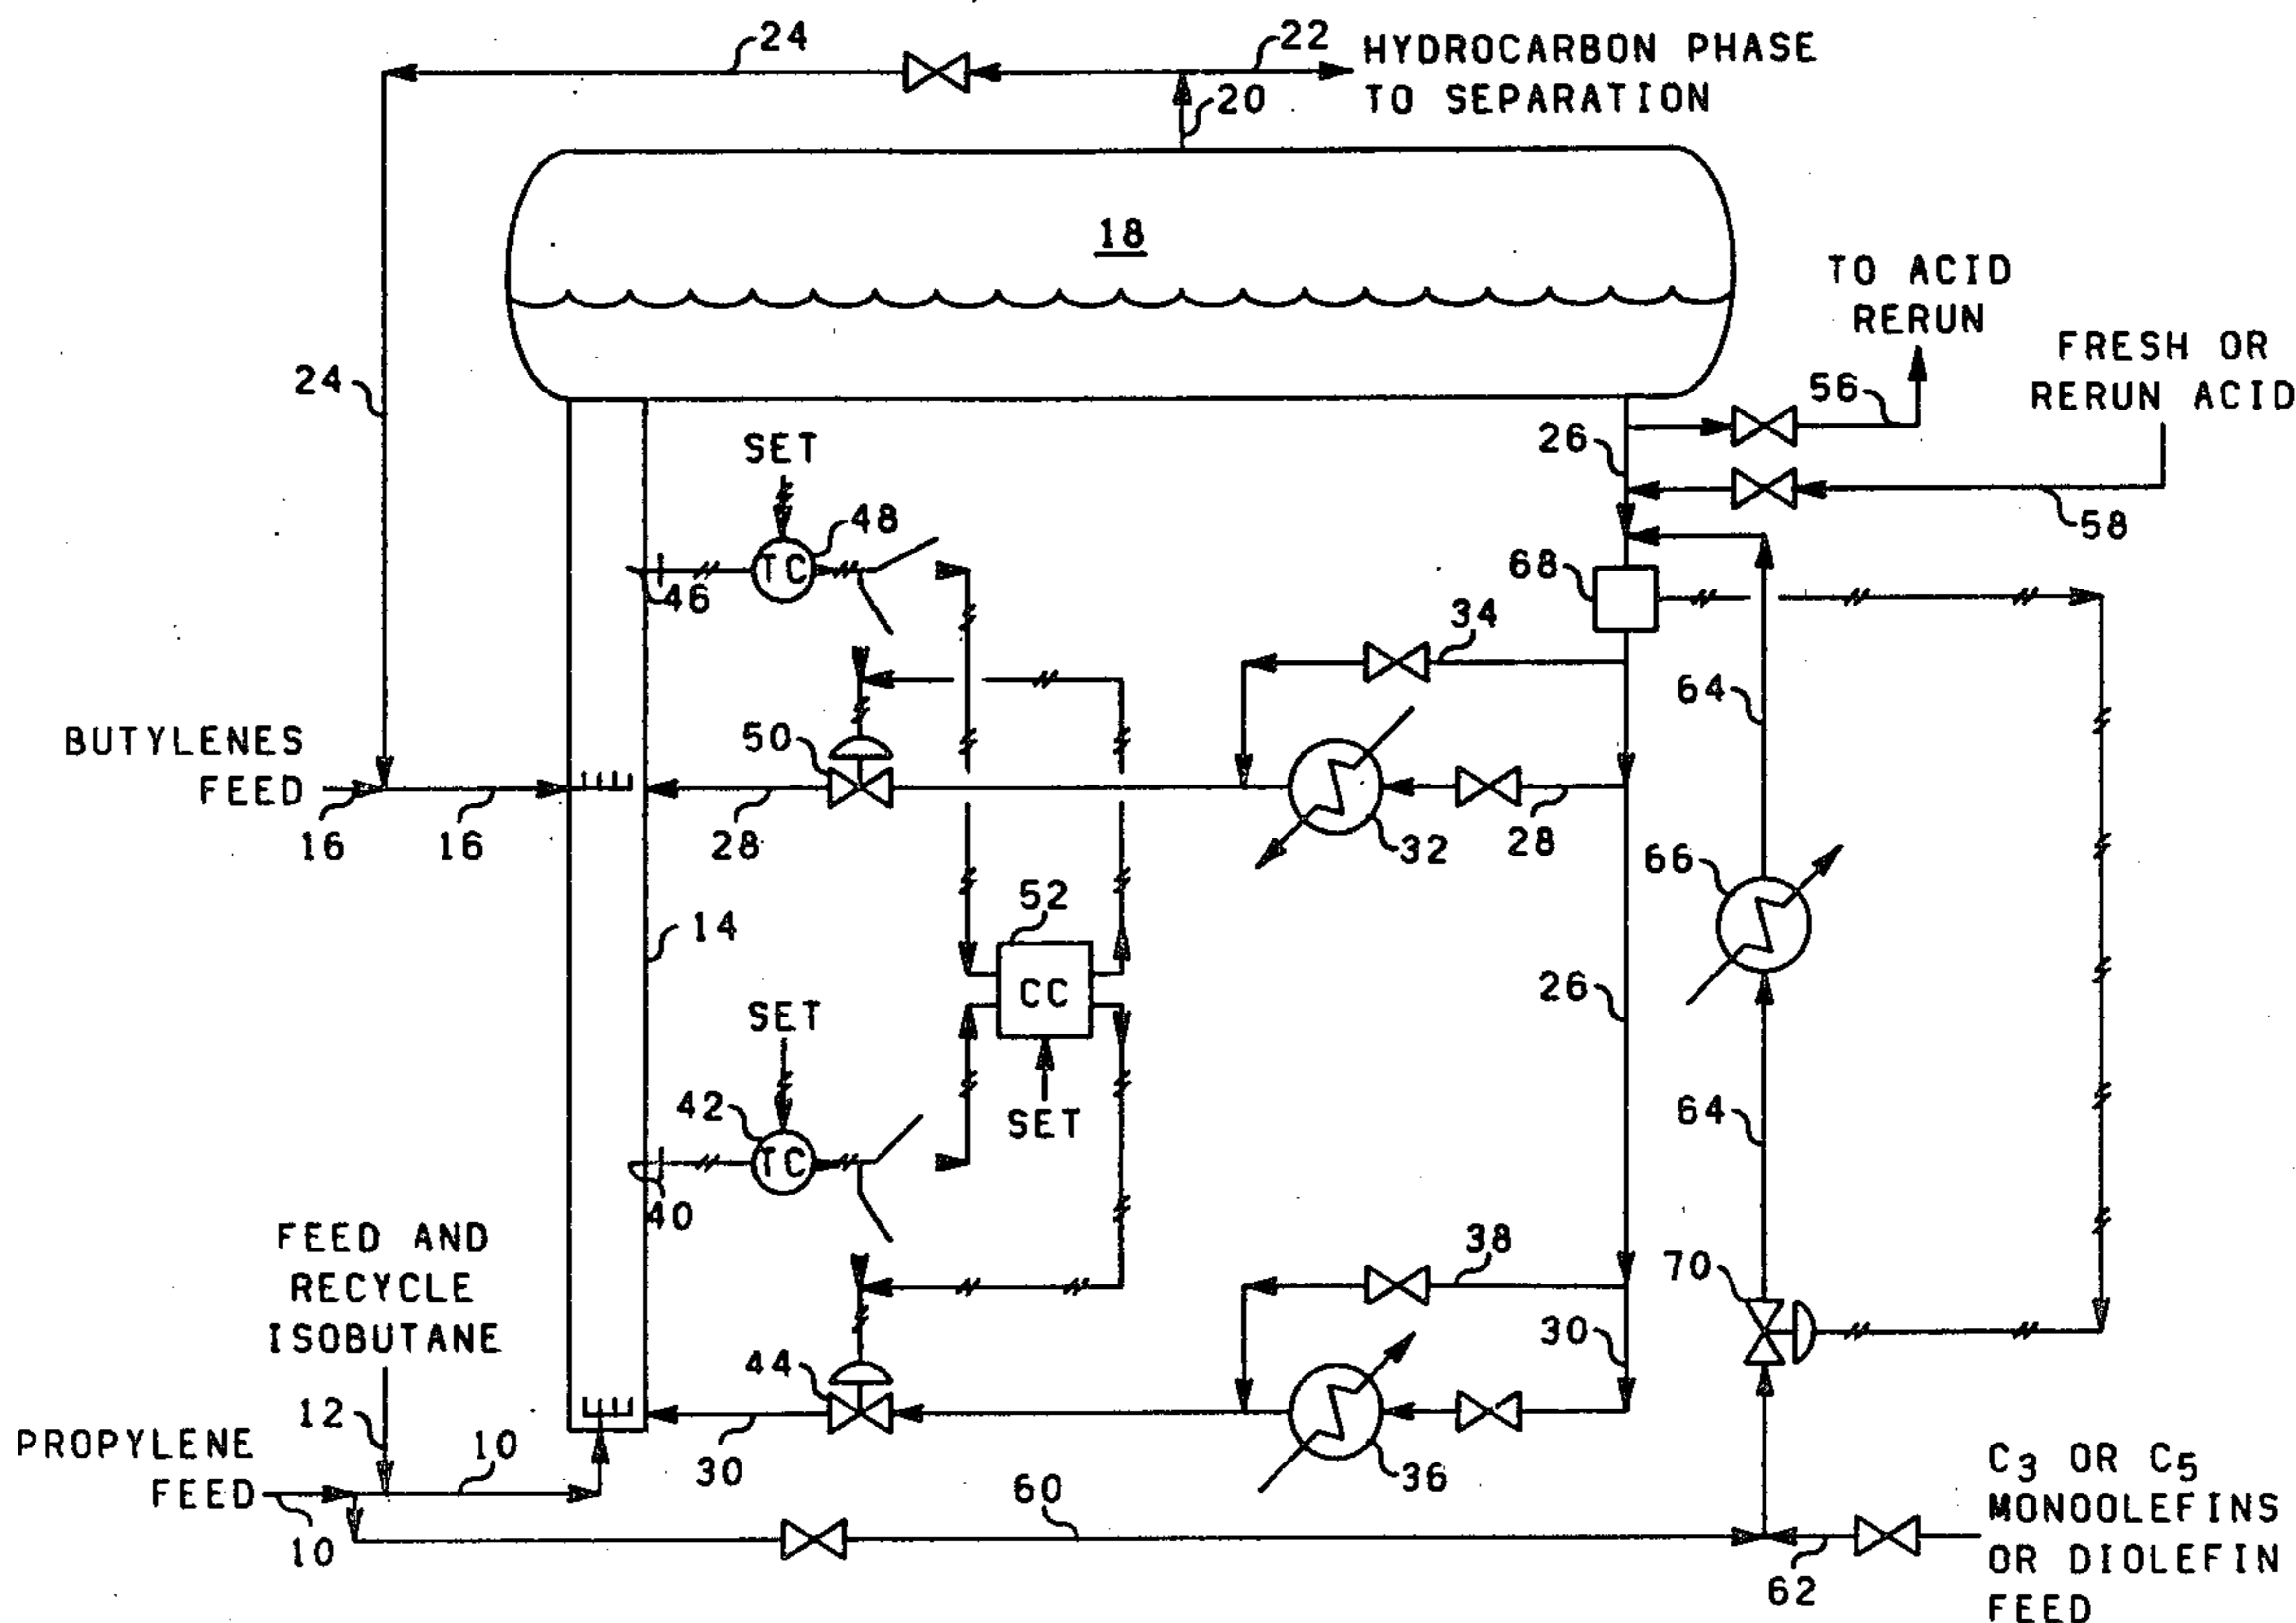 24
22
HYDROCARBON PHASE
TO SEPARATION
20
18
TO ACID
RERUN
FRESH OR
RERUN ACID
24
56
26
SET
58
48
TC
46
68
34
64
BUTYLENES
FEED
50
16
16
28
32
28
66
52
14
CC
26
SET
SET
42
TC
64
40
FEED AND
RECYCLE
ISOBUTANE
38
70
30
44
12
PROPYLENE
FEED
10
30
36
10
60
62
C3 OR C5
MONOOLEFINS
OR DIOLEFIN
FEED